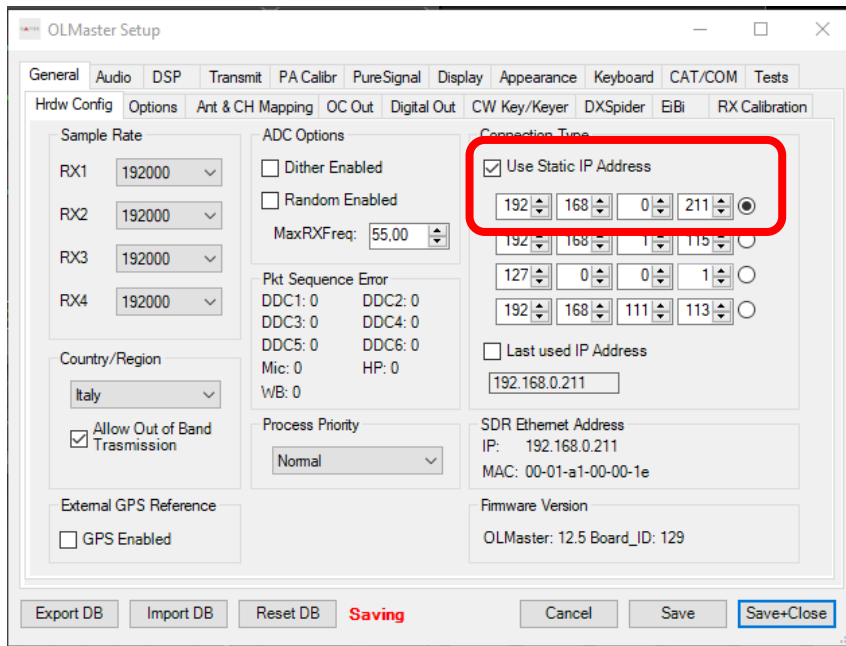 OLMaster Setup
General Audio DSP Transmit PA Calibr PureSignal Display Appearance Keyboard CAT/COM Tests
Hrdw Config Options Ant & CH Mapping OC Out Digital Out CW Key/Keyer DXSpider EiBi RX Calibration
Sample Rate
RX1 192000
RX2 192000
RX3 192000
RX4 192000
Country/Region
Italy
Allow Out of Band
Trasmission
External GPS Reference
GPS Enabled
ADC Options
Dither Enabled
Random Enabled
MaxRXFreq: 55,00
Pkt Sequence Error
DDC1: 0 DDC2: 0
DDC3: 0 DDC4: 0
DDC5: 0 DDC6: 0
Mic: 0 HP: 0
WB: 0
Process Priority
Normal
Connection Type
Use Static IP Address
192 168 0 211
192 168 1 115
127 0 0 1
192 168 111 113
Last used IP Address
192.168.0.211
SDR Ethernet Address
IP: 192.168.0.211
MAC: 00-01-a1-00-00-1e
Firmware Version
OLMaster: 12.5 Board_ID: 129
Export DB Import DB Reset DB Saving Cancel Save Save+Close